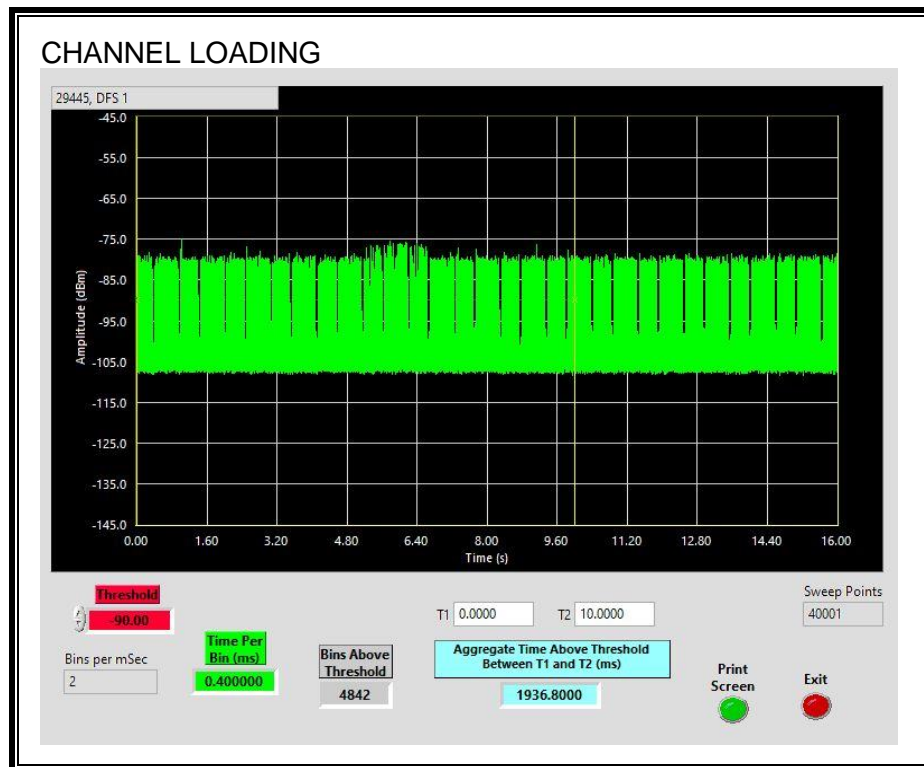 CHANNEL LOADING
29445, DFS 1
-45.0
-55.0
-65.0
-75.0
-85.0
-95.0
-105.0
-115.0
-125.0
-135.0
-145.0
Amplitude (dBm)
0.00 1.60 3.20 4.80 6.40 8.00 9.60 11.20 12.80 14.40 16.00
Time (s)
Threshold
-90.00
Bins per mSec
2
Time Per
Bin (ms)
0.400000
Bins Above
Threshold
4842
T1 0.0000 T2 10.0000
Aggregate Time Above Threshold
Between T1 and T2 (ms)
1936.8000
Sweep Points
40001
Print
Screen
Exit